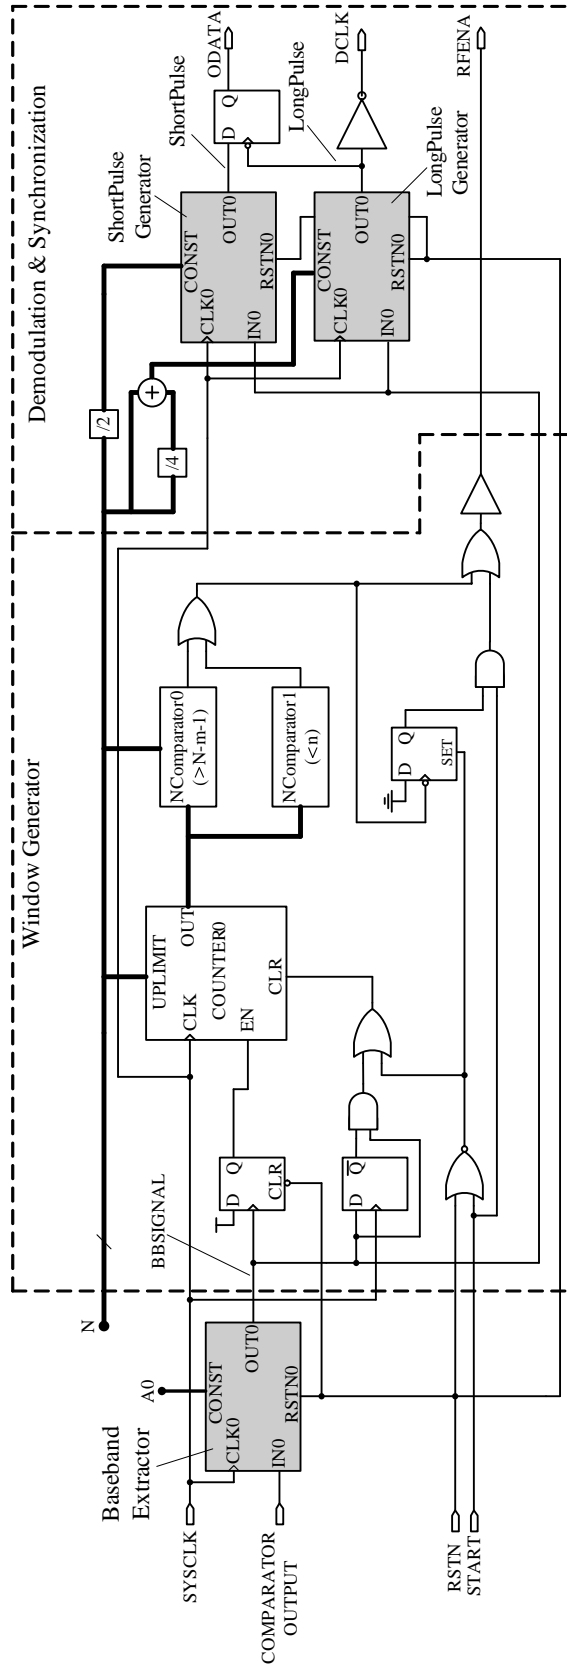 Window Generator
Demodulation & Synchronization
N
A0
Baseband
Extractor
CONST
CLK0
OUT0
IN0
RSTN0
SYSCLK
COMPARATOR
OUTPUT
RSTN
START
BBSIGNAL
D
Q
CLR
D
Q
UPLIMIT
CLK
OUT
COUNTER0
EN
CLR
NComparator0
(>N-m-1)
NComparator1
(<n)
D
Q
SET
/2
/4
+
ShortPulse
Generator
CONST
CLK0
OUT0
IN0
RSTN0
ShortPulse
D
Q
ODATA
LongPulse
CONST
CLK0
OUT0
IN0
RSTN0
LongPulse
Generator
DCLK
RFENA